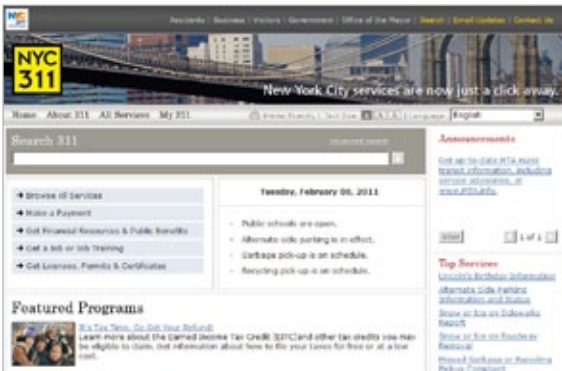 NYC
Residents | Business | Visitors | Government | Office of the Mayor | Search | Email Updates | Contact Us
NYC
311
New York City services are now just a click away.
Home About 311 All Services My 311
Printer Friendly | Text Size A A A | Language English
Search 311
advanced search
→ Browse All Services
→ Make a Payment
→ Get Financial Resources & Public Benefits
→ Get a Job or Job Training
→ Get Licenses, Permits & Certificates
Tuesday, February 08, 2011
Public schools are open.
Alternate side parking is in effect.
Garbage pick-up is on schedule.
Recycling pick-up is on schedule.
Featured Programs
It's Tax Time, Go Get Your Refund!
Learn more about the Earned Income Tax Credit (EITC) and other tax credits you may
be eligible to claim. Get information about how to file your taxes for free or at a low
cost.
Announcements
Get up-to-date MTA mass
transit information, including
service advisories, at
www.MTA.info.
1 of 1
Top Services
Lincoln's Birthday Information
Alternate Side Parking
Information and Status
Snow or Ice on Sidewalks
Report
Snow or Ice on Roadway
Removal
Missed Garbage or Recycling
Pickup Complaint